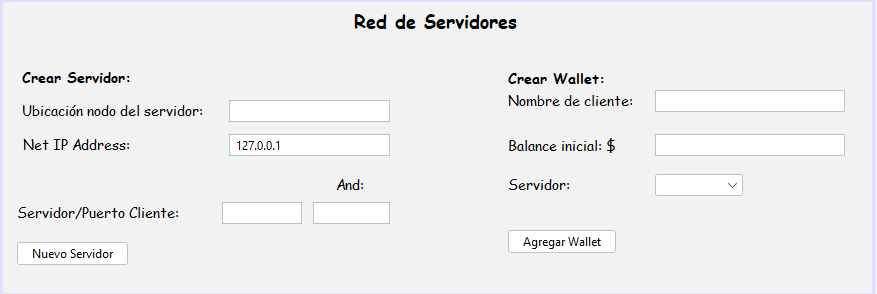 Red de Servidores
Crear Servidor:
Ubicación nodo del servidor:
Net IP Address: 127.0.0.1
And:
Servidor/Puerto Cliente:
Nuevo Servidor
Crear Wallet:
Nombre de cliente:
Balance inicial: $
Servidor:
Agregar Wallet